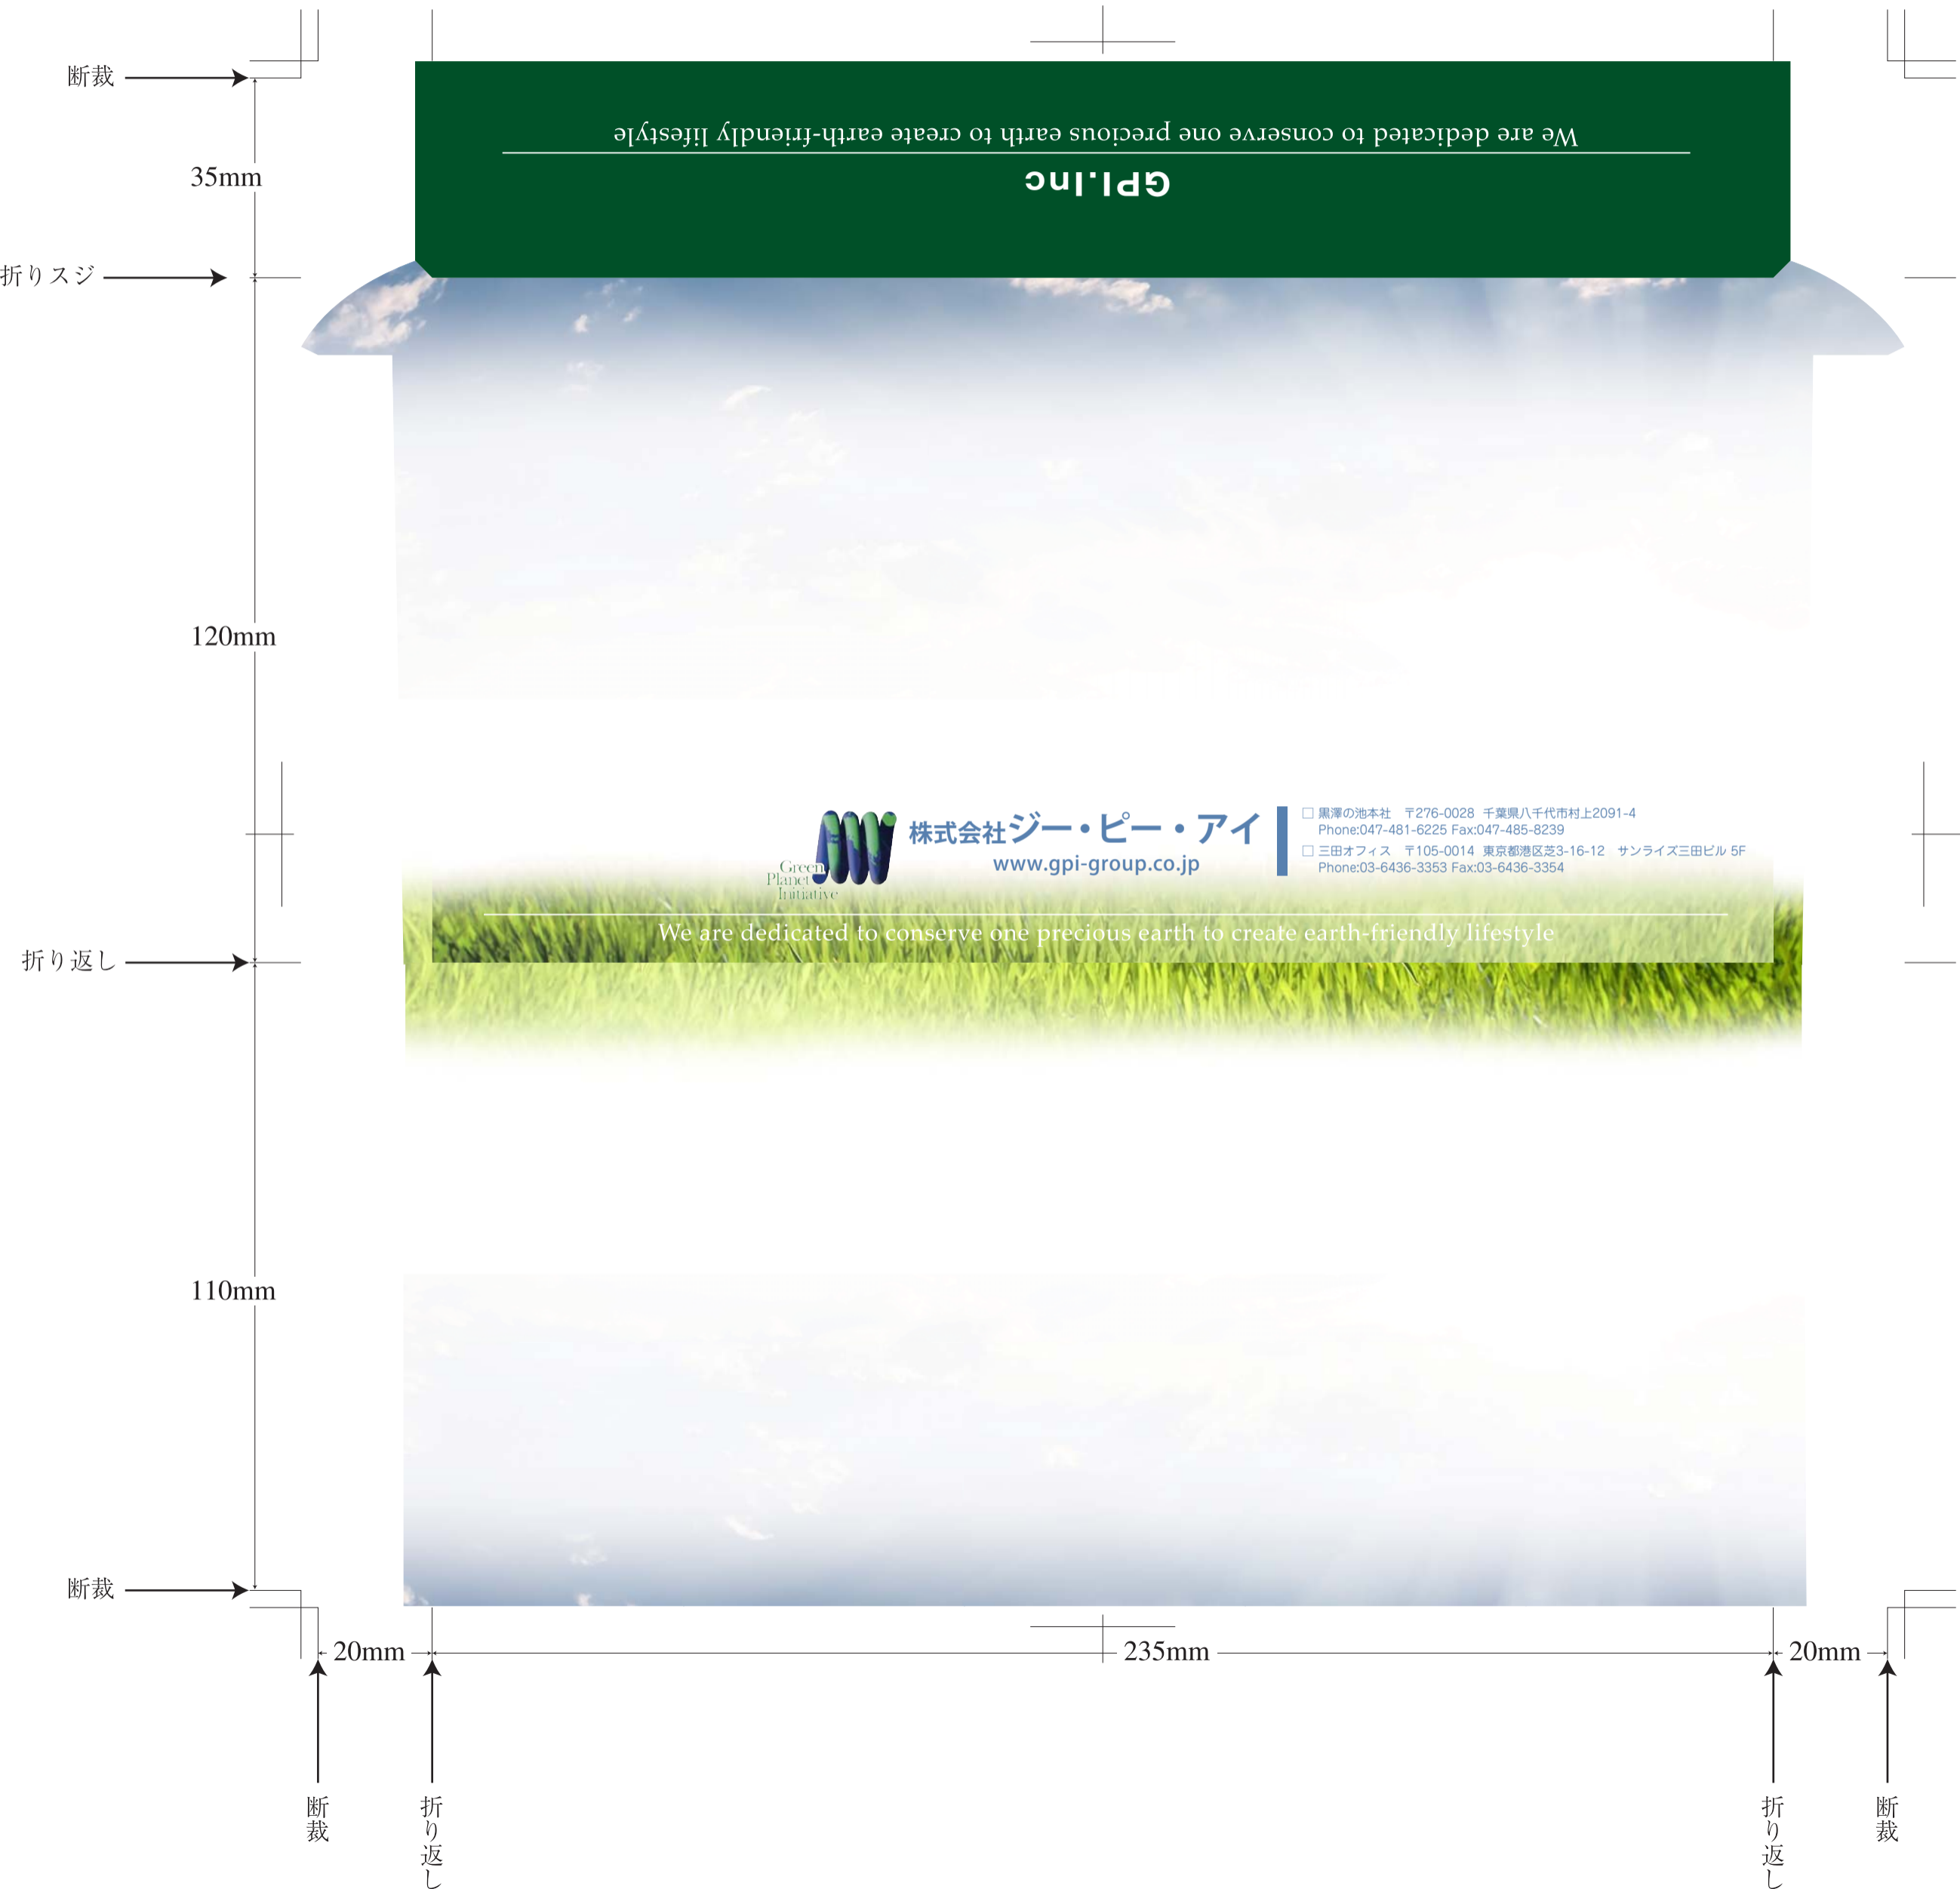 断裁
We are dedicated to conserve one precious earth to create earth-friendly lifestyle
GPI.Inc
35mm
折りスジ
120mm
株式会社ジー・ピー・アイ
www.gpi-group.co.jp
Green
Planet
Initiative
□ 黒澤の池本社　〒276-0028 千葉県八千代市村上2091-4
Phone:047-481-6225 Fax:047-485-8239
□ 三田オフィス　〒105-0014 東京都港区芝3-16-12　サンライズ三田ビル 5F
Phone:03-6436-3353 Fax:03-6436-3354
We are dedicated to conserve one precious earth to create earth-friendly lifestyle
折り返し
110mm
断裁
20mm
235mm
20mm
断裁
折り返し
折り返し
断裁